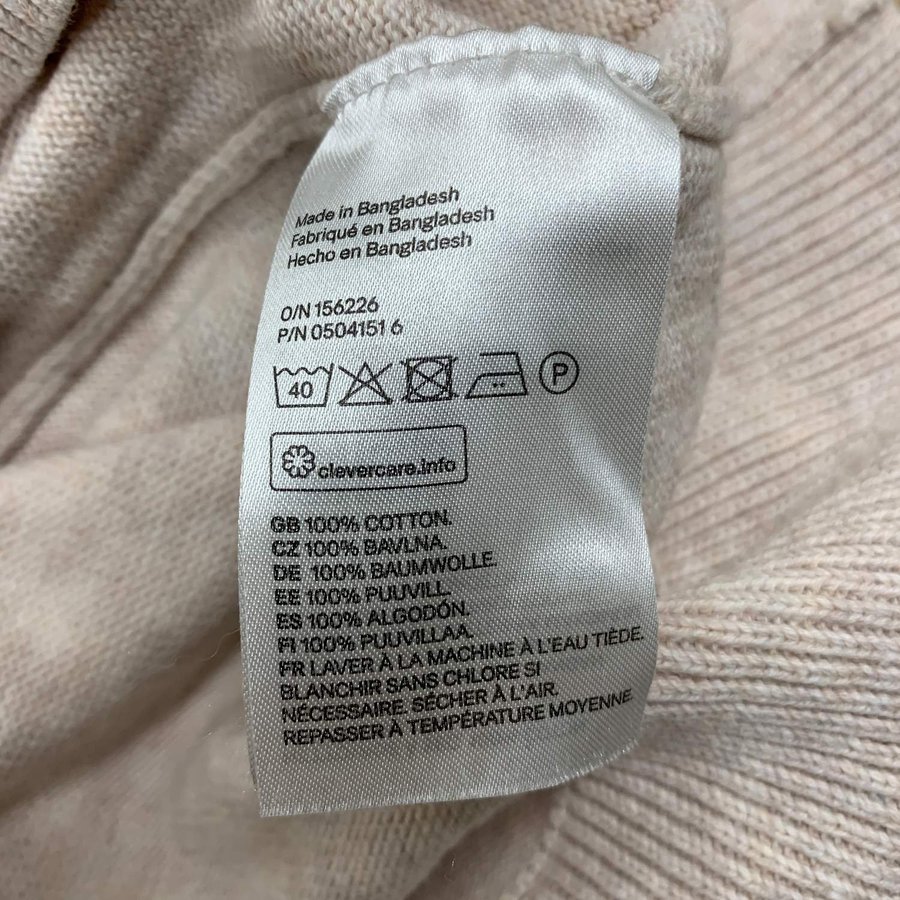 Made in Bangladesh
Fabriqué en Bangladesh
Hecho en Bangladesh
O/N 156226
P/N 0504151 6
40 P
clevercare.info
GB 100% COTTON.
CZ 100% BAVLNA.
DE 100% BAUMWOLLE.
EE 100% PUUVILL.
ES 100% ALGODÓN.
FI 100% PUUVILLAA.
FR LAVER À LA MACHINE À L'EAU TIÈDE.
BLANCHIR SANS CHLORE SI
NÉCESSAIRE. SÉCHER À L'AIR.
REPASSER À TEMPÉRATURE MOYENNE